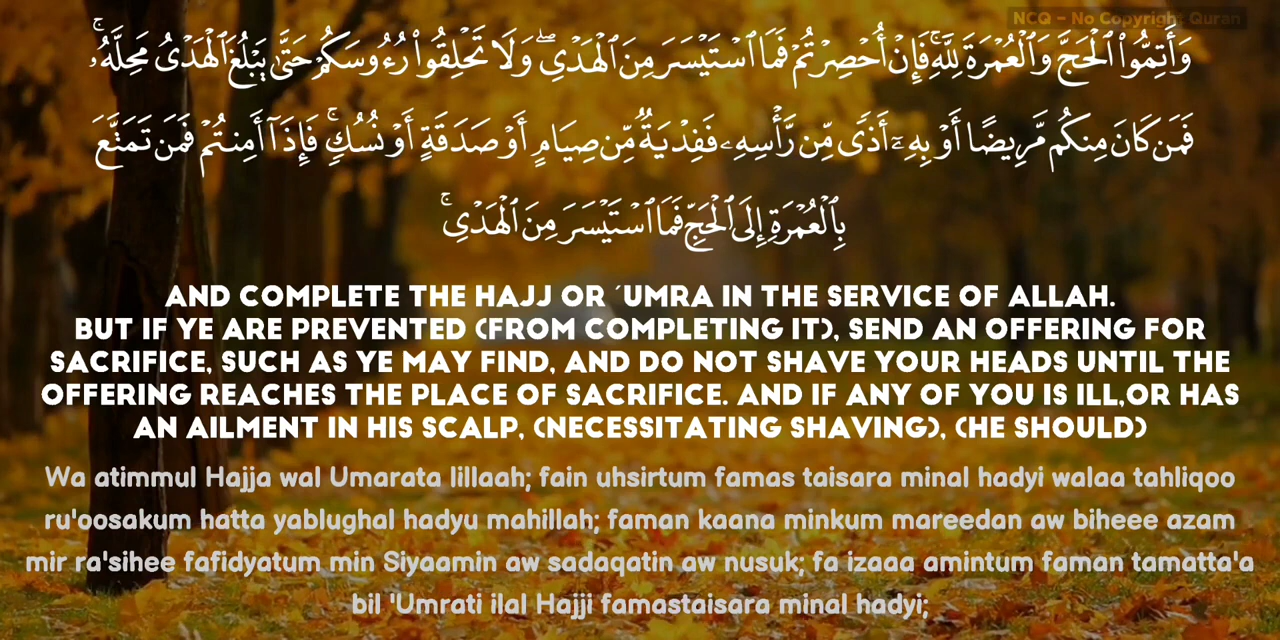 NCQ - No Copyright Quran
وَأَتِمُّوا۟ ٱلْحَجَّ وَٱلْعُمْرَةَ لِلَّهِ ۚ فَإِنْ أُحْصِرْتُمْ فَمَا ٱسْتَيْسَرَ مِنَ ٱلْهَدْىِ ۖ وَلَا تَحْلِقُوا۟ رُءُوسَكُمْ حَتَّىٰ يَبْلُغَ ٱلْهَدْىُ مَحِلَّهُۥ ۚ
فَمَن كَانَ مِنكُم مَّرِيضًا أَوْ بِهِۦٓ أَذًى مِّن رَّأْسِهِۦ فَفِدْيَةٌ مِّن صِيَامٍ أَوْ صَدَقَةٍ أَوْ نُسُكٍ ۚ فَإِذَآ أَمِنتُمْ فَمَن تَمَتَّعَ
بِٱلْعُمْرَةِ إِلَى ٱلْحَجِّ فَمَا ٱسْتَيْسَرَ مِنَ ٱلْهَدْىِ ۚ
AND COMPLETE THE HAJJ OR 'UMRA IN THE SERVICE OF ALLAH.
BUT IF YE ARE PREVENTED (FROM COMPLETING IT), SEND AN OFFERING FOR
SACRIFICE, SUCH AS YE MAY FIND, AND DO NOT SHAVE YOUR HEADS UNTIL THE
OFFERING REACHES THE PLACE OF SACRIFICE. AND IF ANY OF YOU IS ILL,OR HAS
AN AILMENT IN HIS SCALP, (NECESSITATING SHAVING), (HE SHOULD)
Wa atimmul Hajja wal Umarata lillaah; fain uhsirtum famas taisara minal hadyi walaa tahliqoo
ru'oosakum hatta yablughal hadyu mahillah; faman kaana minkum mareedan aw biheee azam
mir ra'sihee fafidyatum min Siyaamin aw sadaqatin aw nusuk; fa izaaa amintum faman tamatta'a
bil 'Umrati ilal Hajji famastaisara minal hadyi;